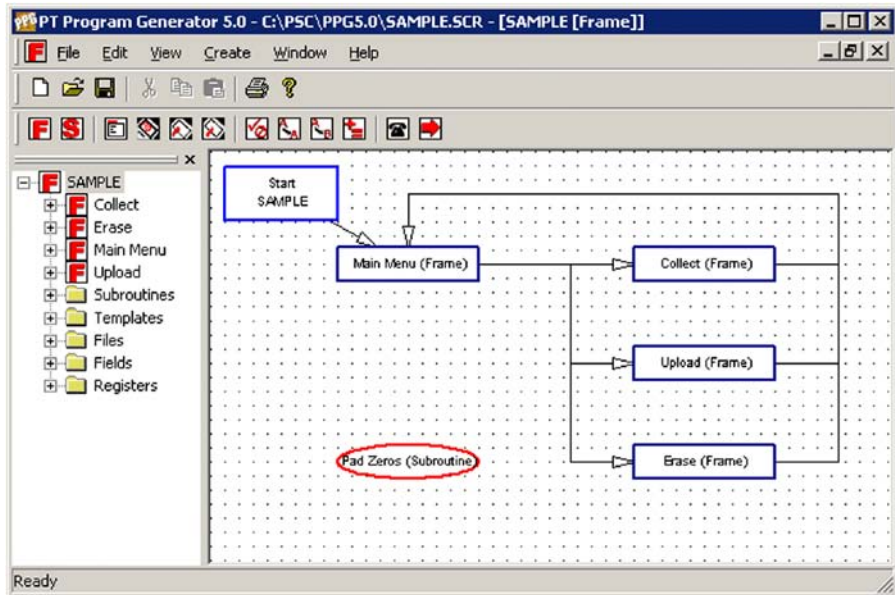 PPG PT Program Generator 5.0 - C:\PSC\PPG5.0\SAMPLE.SCR - [SAMPLE [Frame]]
F File Edit View Create Window Help
F S
F SAMPLE
F Collect
F Erase
F Main Menu
F Upload
Subroutines
Templates
Files
Fields
Registers
Start
SAMPLE
Main Menu (Frame)
Collect (Frame)
Upload (Frame)
Pad Zeros (Subroutine)
Erase (Frame)
Ready